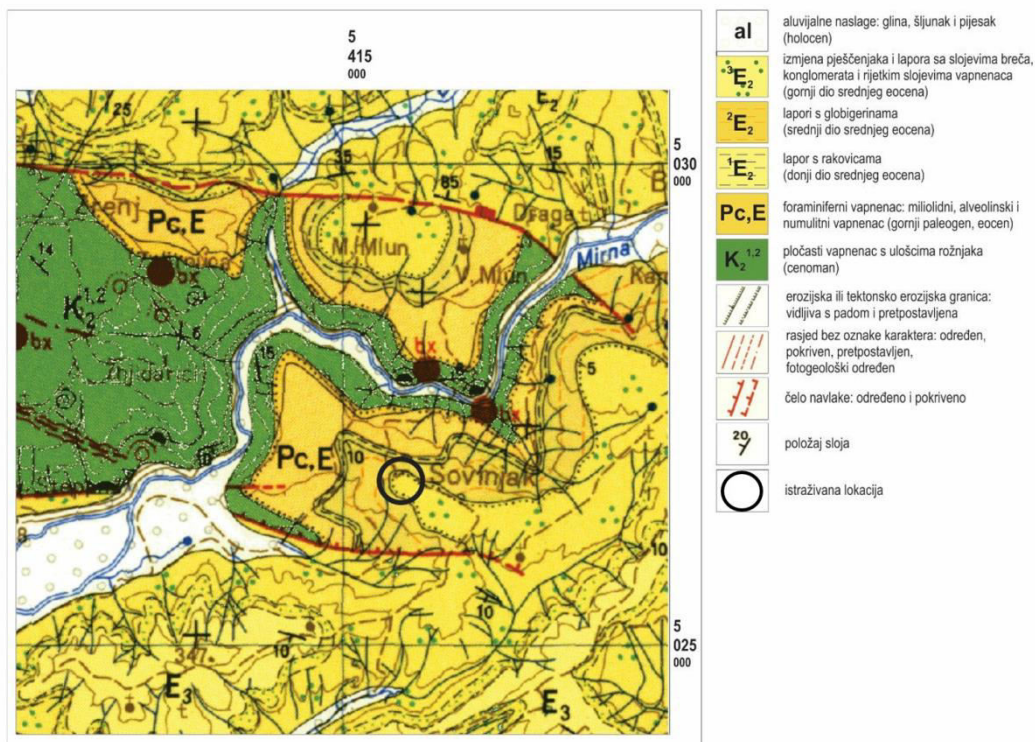 5
415
000
5
030
000
5
025
000
25
E₂
35
85
15
Draga
Pc,E
M. Mlun
V. Mlun
Mirna
14
K₂¹,²
bx
6
bx
15
8
5
Pc,E
10
Sovinjak
10
10
347
10
E₃
E₃
al
aluvijalne naslage: glina, šljunak i pijesak
(holocen)
³E₂
izmjena pješčenjaka i lapora sa slojevima breča,
konglomerata i rijetkim slojevima vapnenaca
(gornji dio srednjeg eocena)
²E₂
lapori s globigerinama
(srednji dio srednjeg eocena)
¹E₂
lapor s rakovicama
(donji dio srednjeg eocena)
Pc,E
foraminiferni vapnenac: miliolidni, alveolinski i
numulitni vapnenac (gornji paleogen, eocen)
K₂¹,²
pločasti vapnenac s ulošcima rožnjaka
(cenoman)
erozijska ili tektonsko erozijska granica:
vidljiva s padom i pretpostavljena
rasjed bez oznake karaktera: određen,
pokriven, pretpostavljen,
fotogeološki određen
čelo navlake: određeno i pokriveno
20
položaj sloja
istraživana lokacija